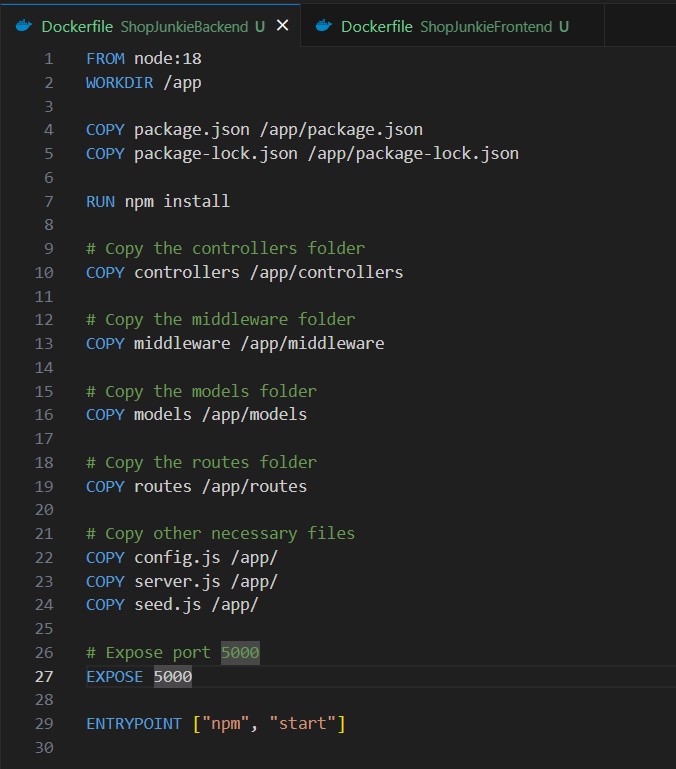 Dockerfile ShopJunkieBackend U × Dockerfile ShopJunkieFrontend U
1 FROM node:18
2 WORKDIR /app
3
4 COPY package.json /app/package.json
5 COPY package-lock.json /app/package-lock.json
6
7 RUN npm install
8
9 # Copy the controllers folder
10 COPY controllers /app/controllers
11
12 # Copy the middleware folder
13 COPY middleware /app/middleware
14
15 # Copy the models folder
16 COPY models /app/models
17
18 # Copy the routes folder
19 COPY routes /app/routes
20
21 # Copy other necessary files
22 COPY config.js /app/
23 COPY server.js /app/
24 COPY seed.js /app/
25
26 # Expose port 5000
27 EXPOSE 5000
28
29 ENTRYPOINT ["npm", "start"]
30